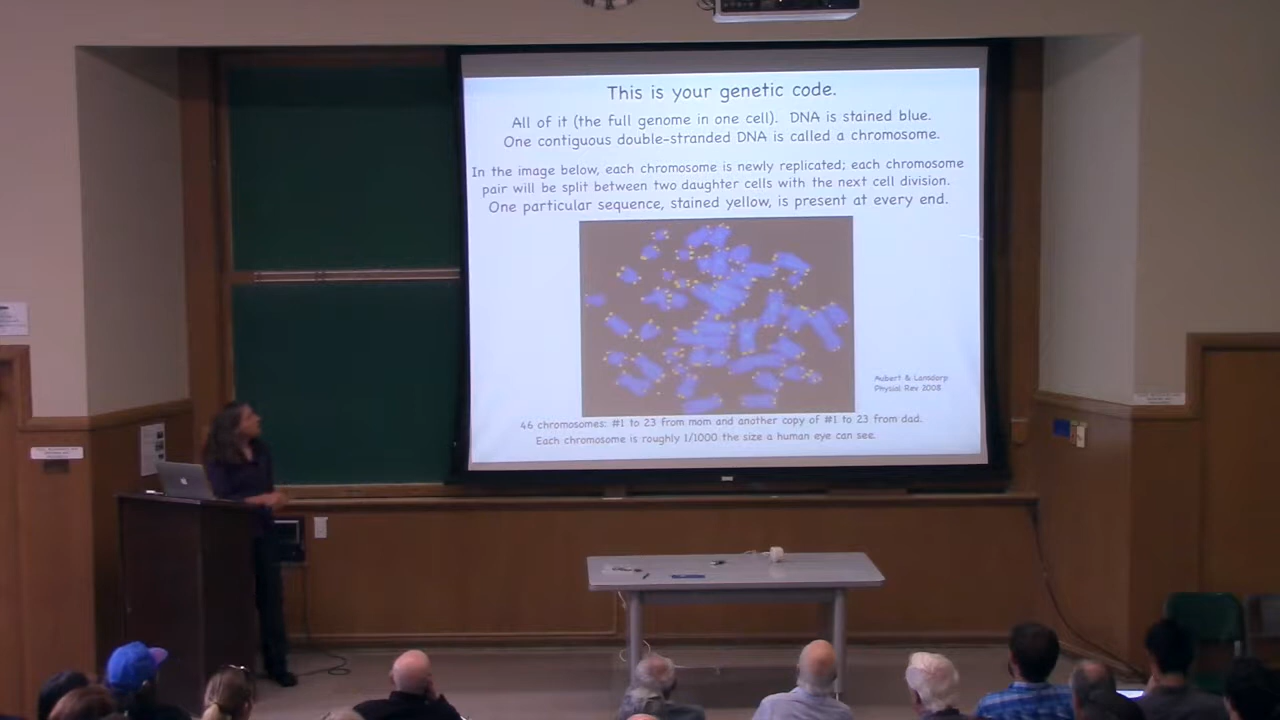 This is your genetic code.
All of it (the full genome in one cell). DNA is stained blue.
One contiguous double-stranded DNA is called a chromosome.
In the image below, each chromosome is newly replicated; each chromosome
pair will be split between two daughter cells with the next cell division.
One particular sequence, stained yellow, is present at every end.
Aubert & Lansdorp
Physiol Rev 2008
46 chromosomes: #1 to 23 from mom and another copy of #1 to 23 from dad.
Each chromosome is roughly 1/1000 the size a human eye can see.